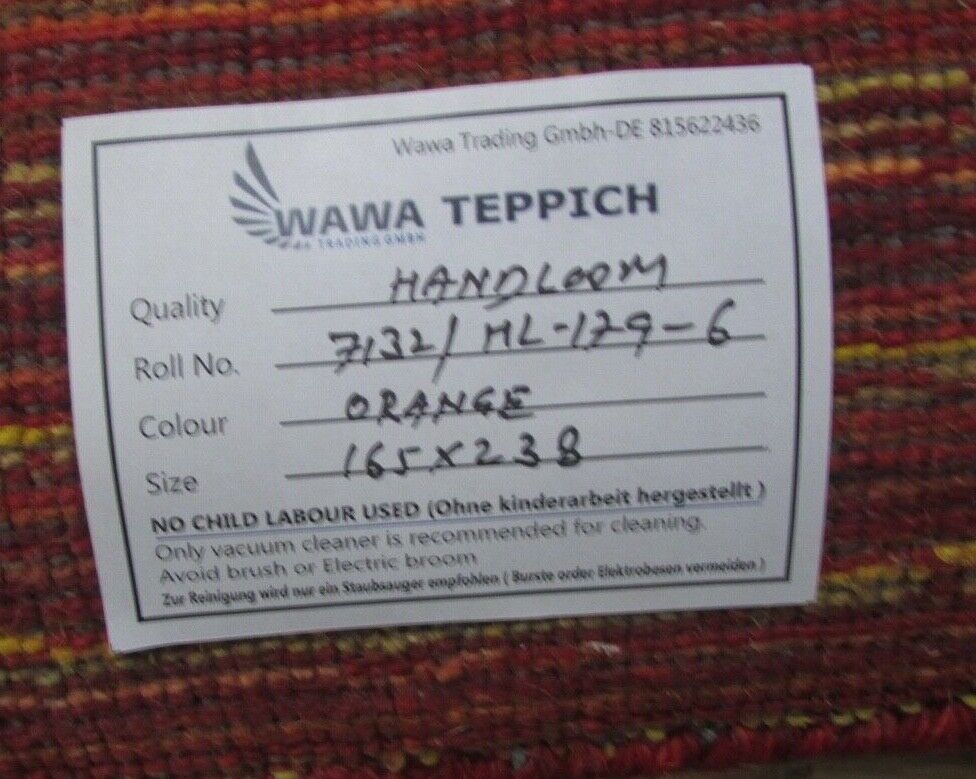 Wawa Trading Gmbh-DE 815622436
WAWA TEPPICH
TRADING GMBH
Quality HANDLOOM
Roll No. 7132/ HL-179-6
Colour ORANGE
Size 165x238
NO CHILD LABOUR USED (Ohne kinderarbeit hergestellt )
Only vacuum cleaner is recommended for cleaning.
Avoid brush or Electric broom
Zur Reinigung wird nur ein Staubsauger empfohlen ( Burste order Elektrobesen vermeiden )